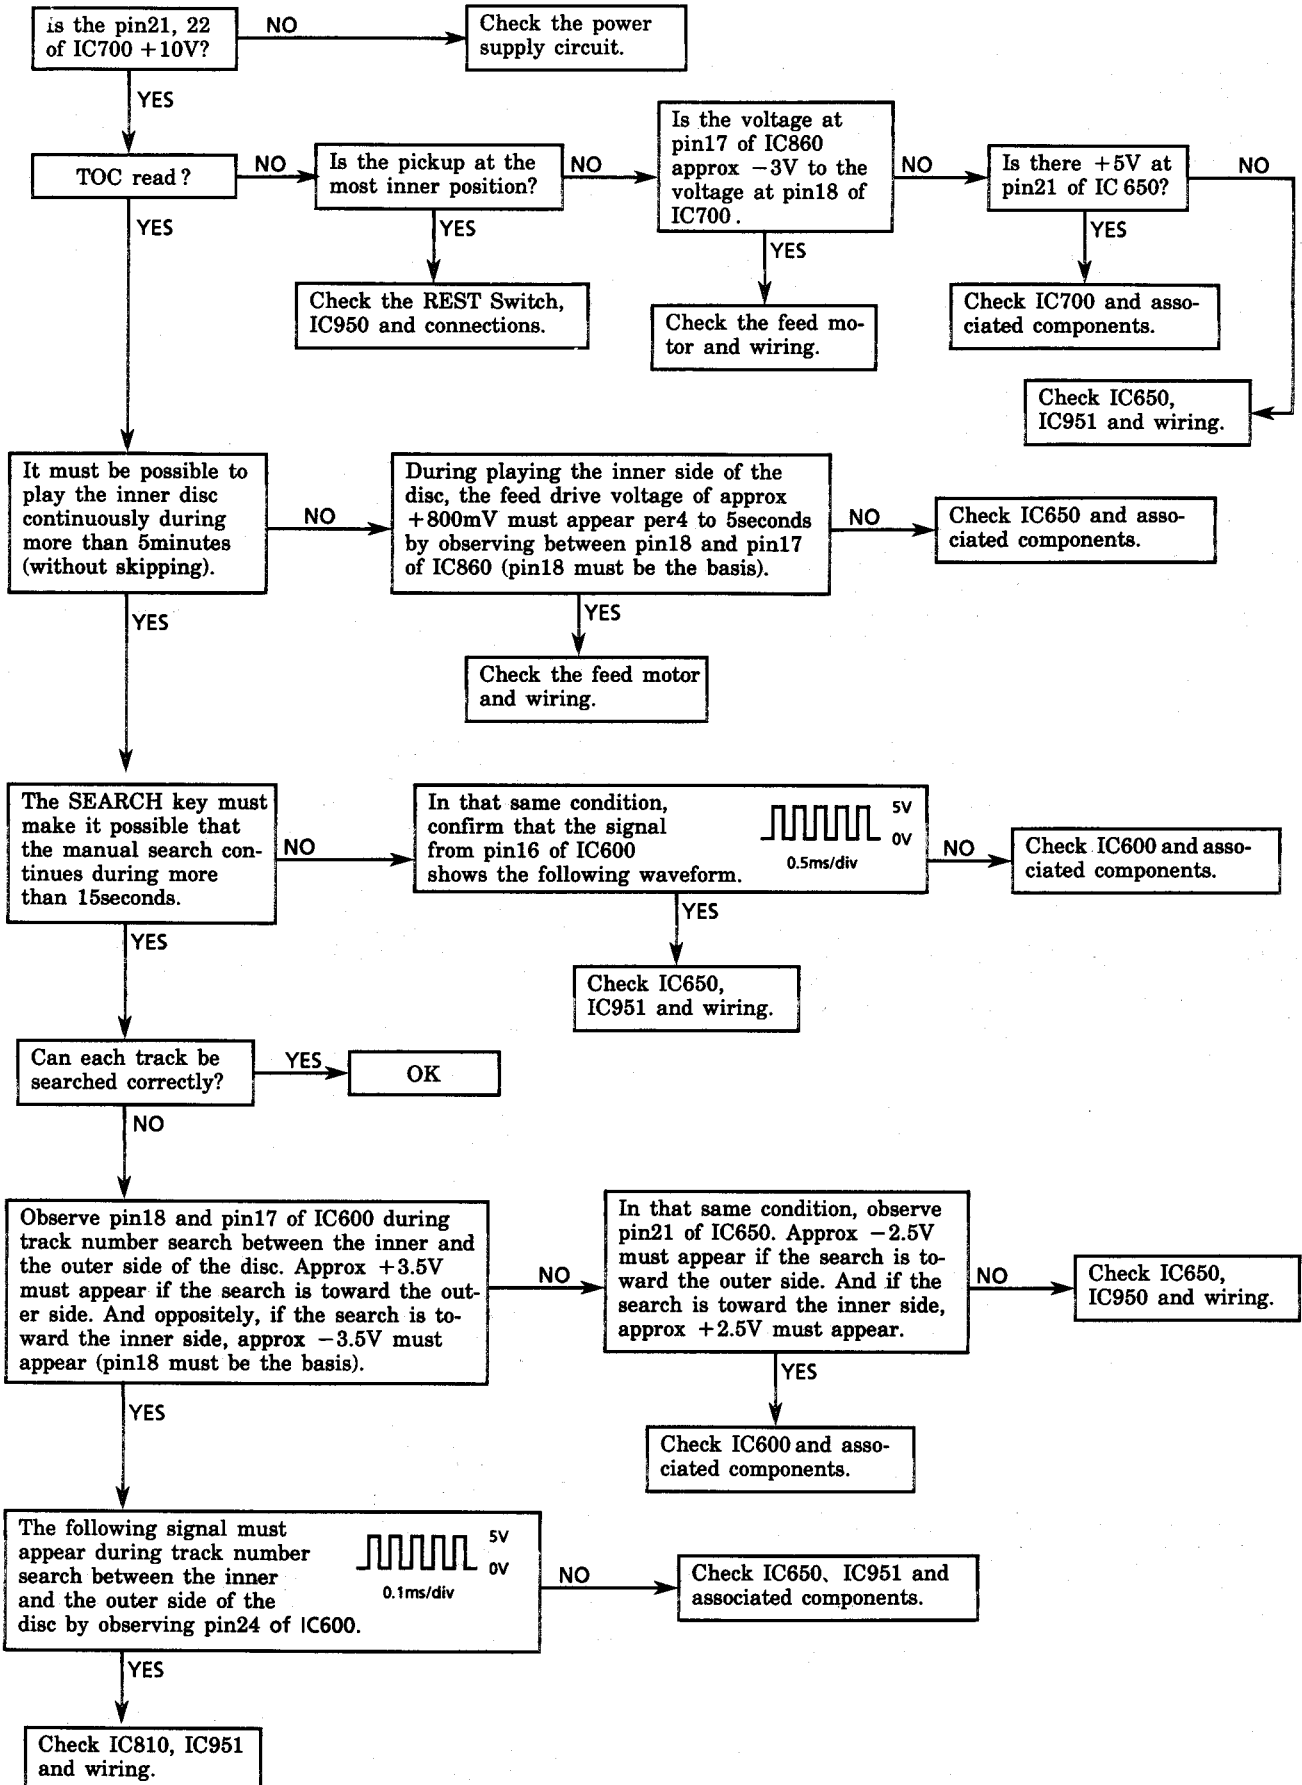 is the pin21, 22
of IC700 +10V?
NO
Check the power
supply circuit.
YES
TOC read?
NO
Is the pickup at the
most inner position?
NO
Is the voltage at
pin17 of IC860
approx −3V to the
voltage at pin18 of
IC700.
NO
Is there +5V at
pin21 of IC 650?
NO
YES
YES
YES
YES
Check the REST Switch,
IC950 and connections.
Check the feed mo-
tor and wiring.
Check IC700 and asso-
ciated components.
Check IC650,
IC951 and wiring.
It must be possible to
play the inner disc
continuously during
more than 5minutes
(without skipping).
NO
During playing the inner side of the
disc, the feed drive voltage of approx
+800mV must appear per4 to 5seconds
by observing between pin18 and pin17
of IC860 (pin18 must be the basis).
NO
Check IC650 and asso-
ciated components.
YES
YES
Check the feed motor
and wiring.
The SEARCH key must
make it possible that
the manual search con-
tinues during more
than 15seconds.
NO
In that same condition,
confirm that the signal
from pin16 of IC600
shows the following waveform.
5V
0V
0.5ms/div
NO
Check IC600 and asso-
ciated components.
YES
YES
Check IC650,
IC951 and wiring.
Can each track be
searched correctly?
YES
OK
NO
Observe pin18 and pin17 of IC600 during
track number search between the inner and
the outer side of the disc. Approx +3.5V
must appear if the search is toward the out-
er side. And oppositely, if the search is to-
ward the inner side, approx −3.5V must
appear (pin18 must be the basis).
NO
In that same condition, observe
pin21 of IC650. Approx −2.5V
must appear if the search is to-
ward the outer side. And if the
search is toward the inner side,
approx +2.5V must appear.
NO
Check IC650,
IC950 and wiring.
YES
YES
Check IC600 and asso-
ciated components.
The following signal must
appear during track number
search between the inner
and the outer side of the
disc by observing pin24 of IC600.
5V
0V
0.1ms/div
NO
Check IC650, IC951 and
associated components.
YES
Check IC810, IC951
and wiring.